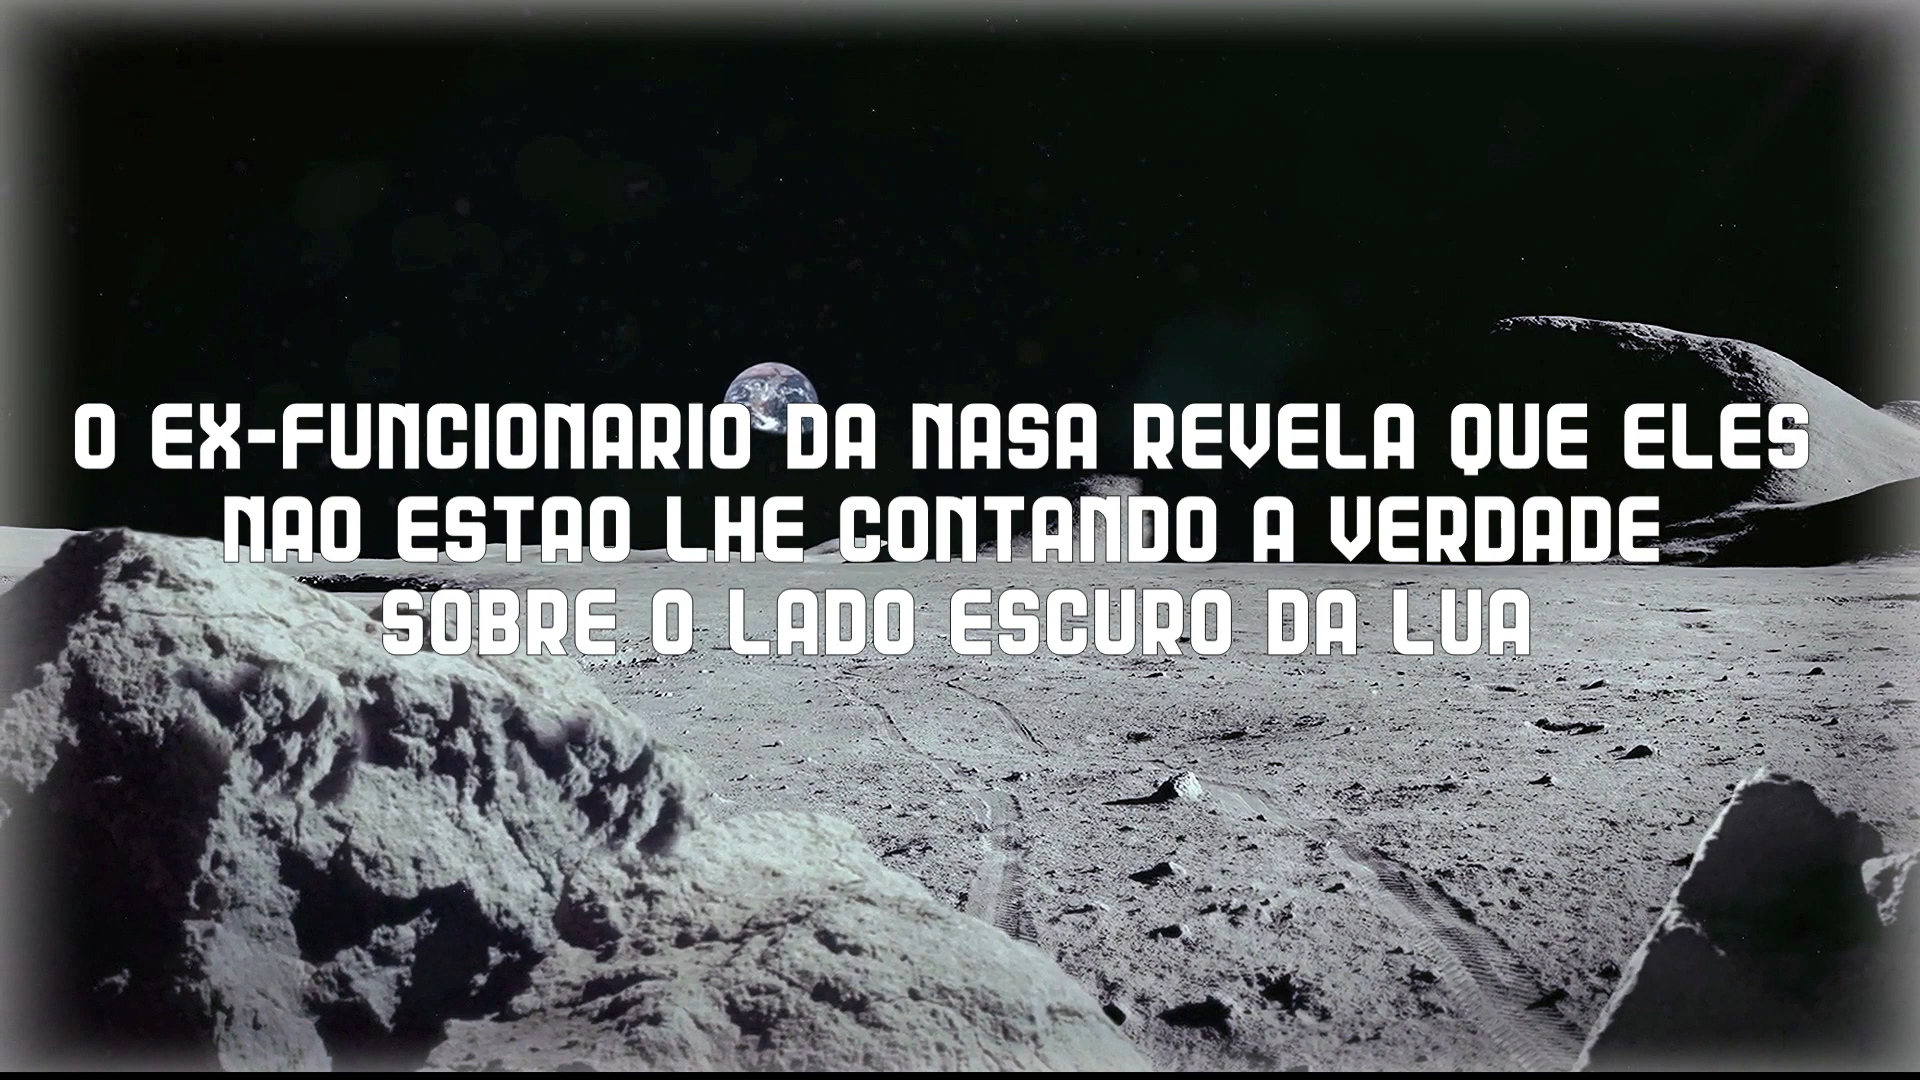 O EX-FUNCIONARIO DA NASA REVELA QUE ELES
NAO ESTAO LHE CONTANDO A VERDADE
SOBRE O LADO ESCURO DA LUA